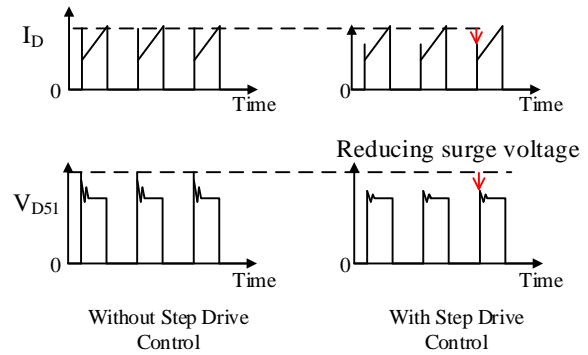 I_D
0
Time
0
Time
Reducing surge voltage
V_D51
0
Time
0
Time
Without Step Drive
Control
With Step Drive
Control